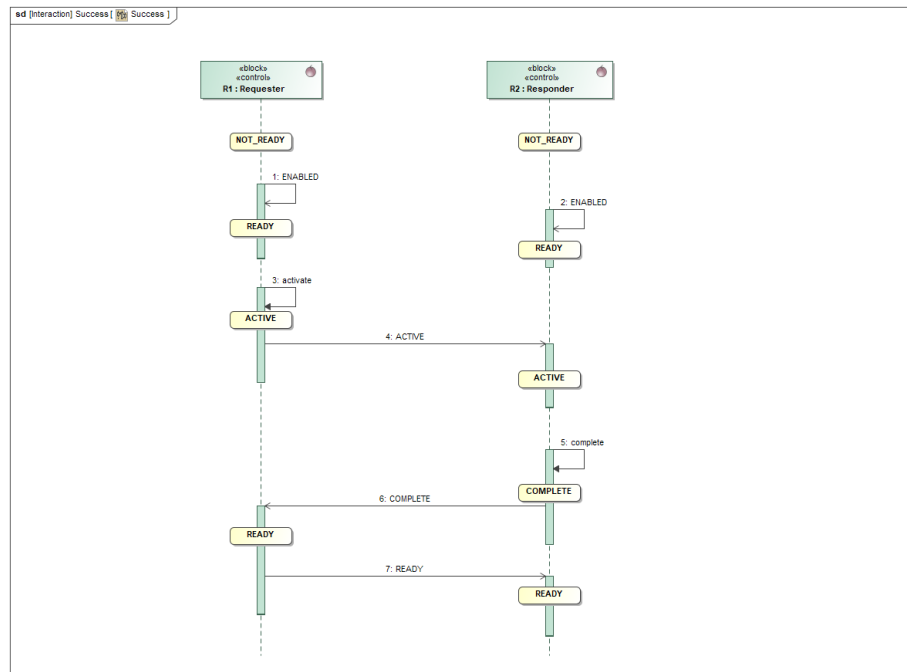 sd [Interaction] Success [ Success ]
«block»
«control»
R1 : Requester
«block»
«control»
R2 : Responder
NOT_READY
NOT_READY
1: ENABLED
2: ENABLED
READY
READY
3: activate
ACTIVE
4: ACTIVE
ACTIVE
5: complete
COMPLETE
6: COMPLETE
READY
7: READY
READY